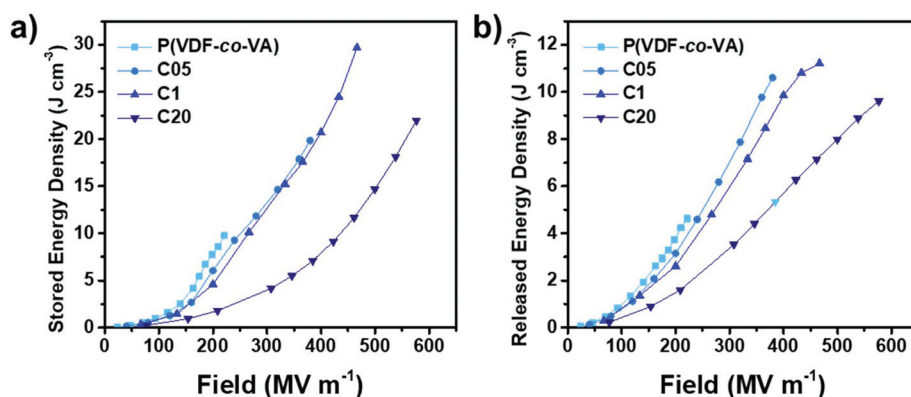 a)
Stored Energy Density (J cm⁻³)
30
25
20
15
10
5
0
P(VDF-co-VA)
C05
C1
C20
0 100 200 300 400 500 600
Field (MV m⁻¹)
b)
Released Energy Density (J cm⁻³)
12
10
8
6
4
2
0
P(VDF-co-VA)
C05
C1
C20
0 100 200 300 400 500 600
Field (MV m⁻¹)